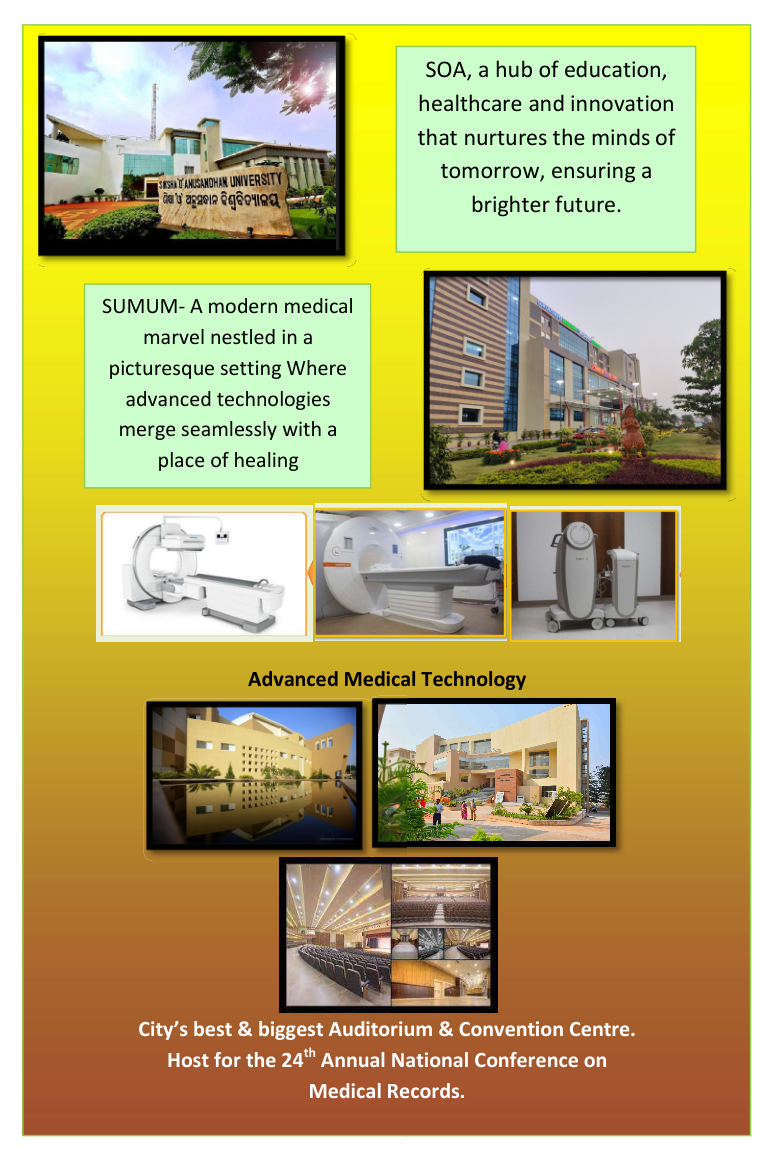 SIKSHA 'O' ANUSANDHAN UNIVERSITY
ଶିକ୍ଷା 'ଓ' ଅନୁସନ୍ଧାନ ବିଶ୍ୱବିଦ୍ୟାଳୟ
SOA, a hub of education,
healthcare and innovation
that nurtures the minds of
tomorrow, ensuring a
brighter future.
SUMUM- A modern medical
marvel nestled in a
picturesque setting Where
advanced technologies
merge seamlessly with a
place of healing
Advanced Medical Technology
City’s best & biggest Auditorium & Convention Centre.
Host for the 24th Annual National Conference on
Medical Records.